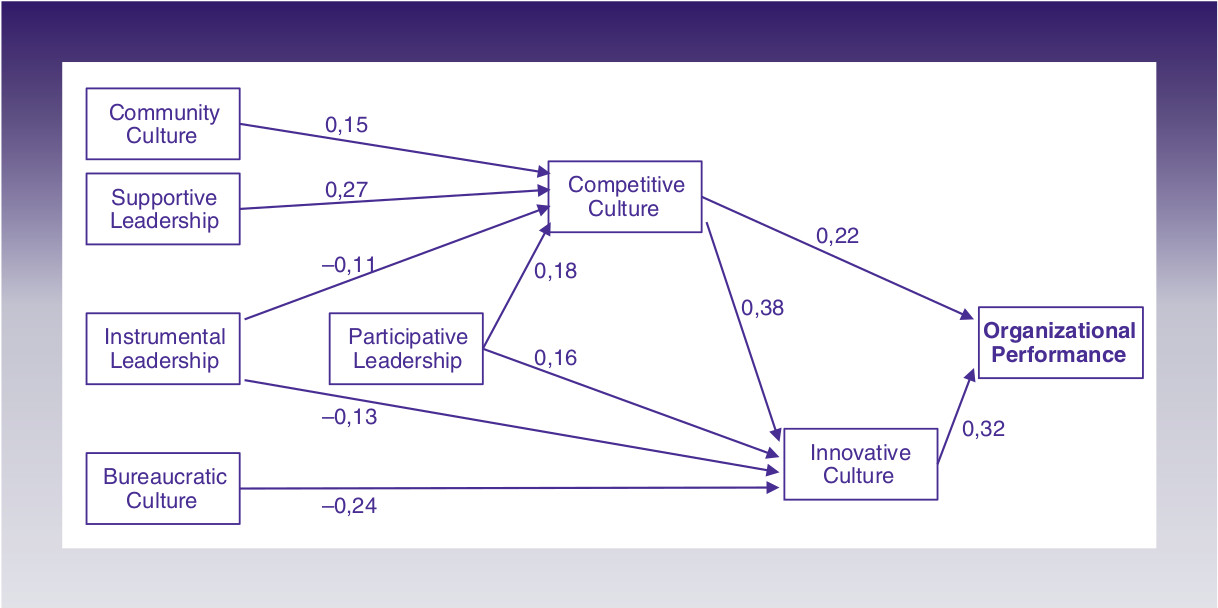 Community
Culture
0,15
Supportive
Leadership
0,27
Competitive
Culture
–0,11
0,18
0,22
Instrumental
Leadership
Participative
Leadership
0,38
0,16
Organizational
Performance
–0,13
Bureaucratic
Culture
–0,24
Innovative
Culture
0,32